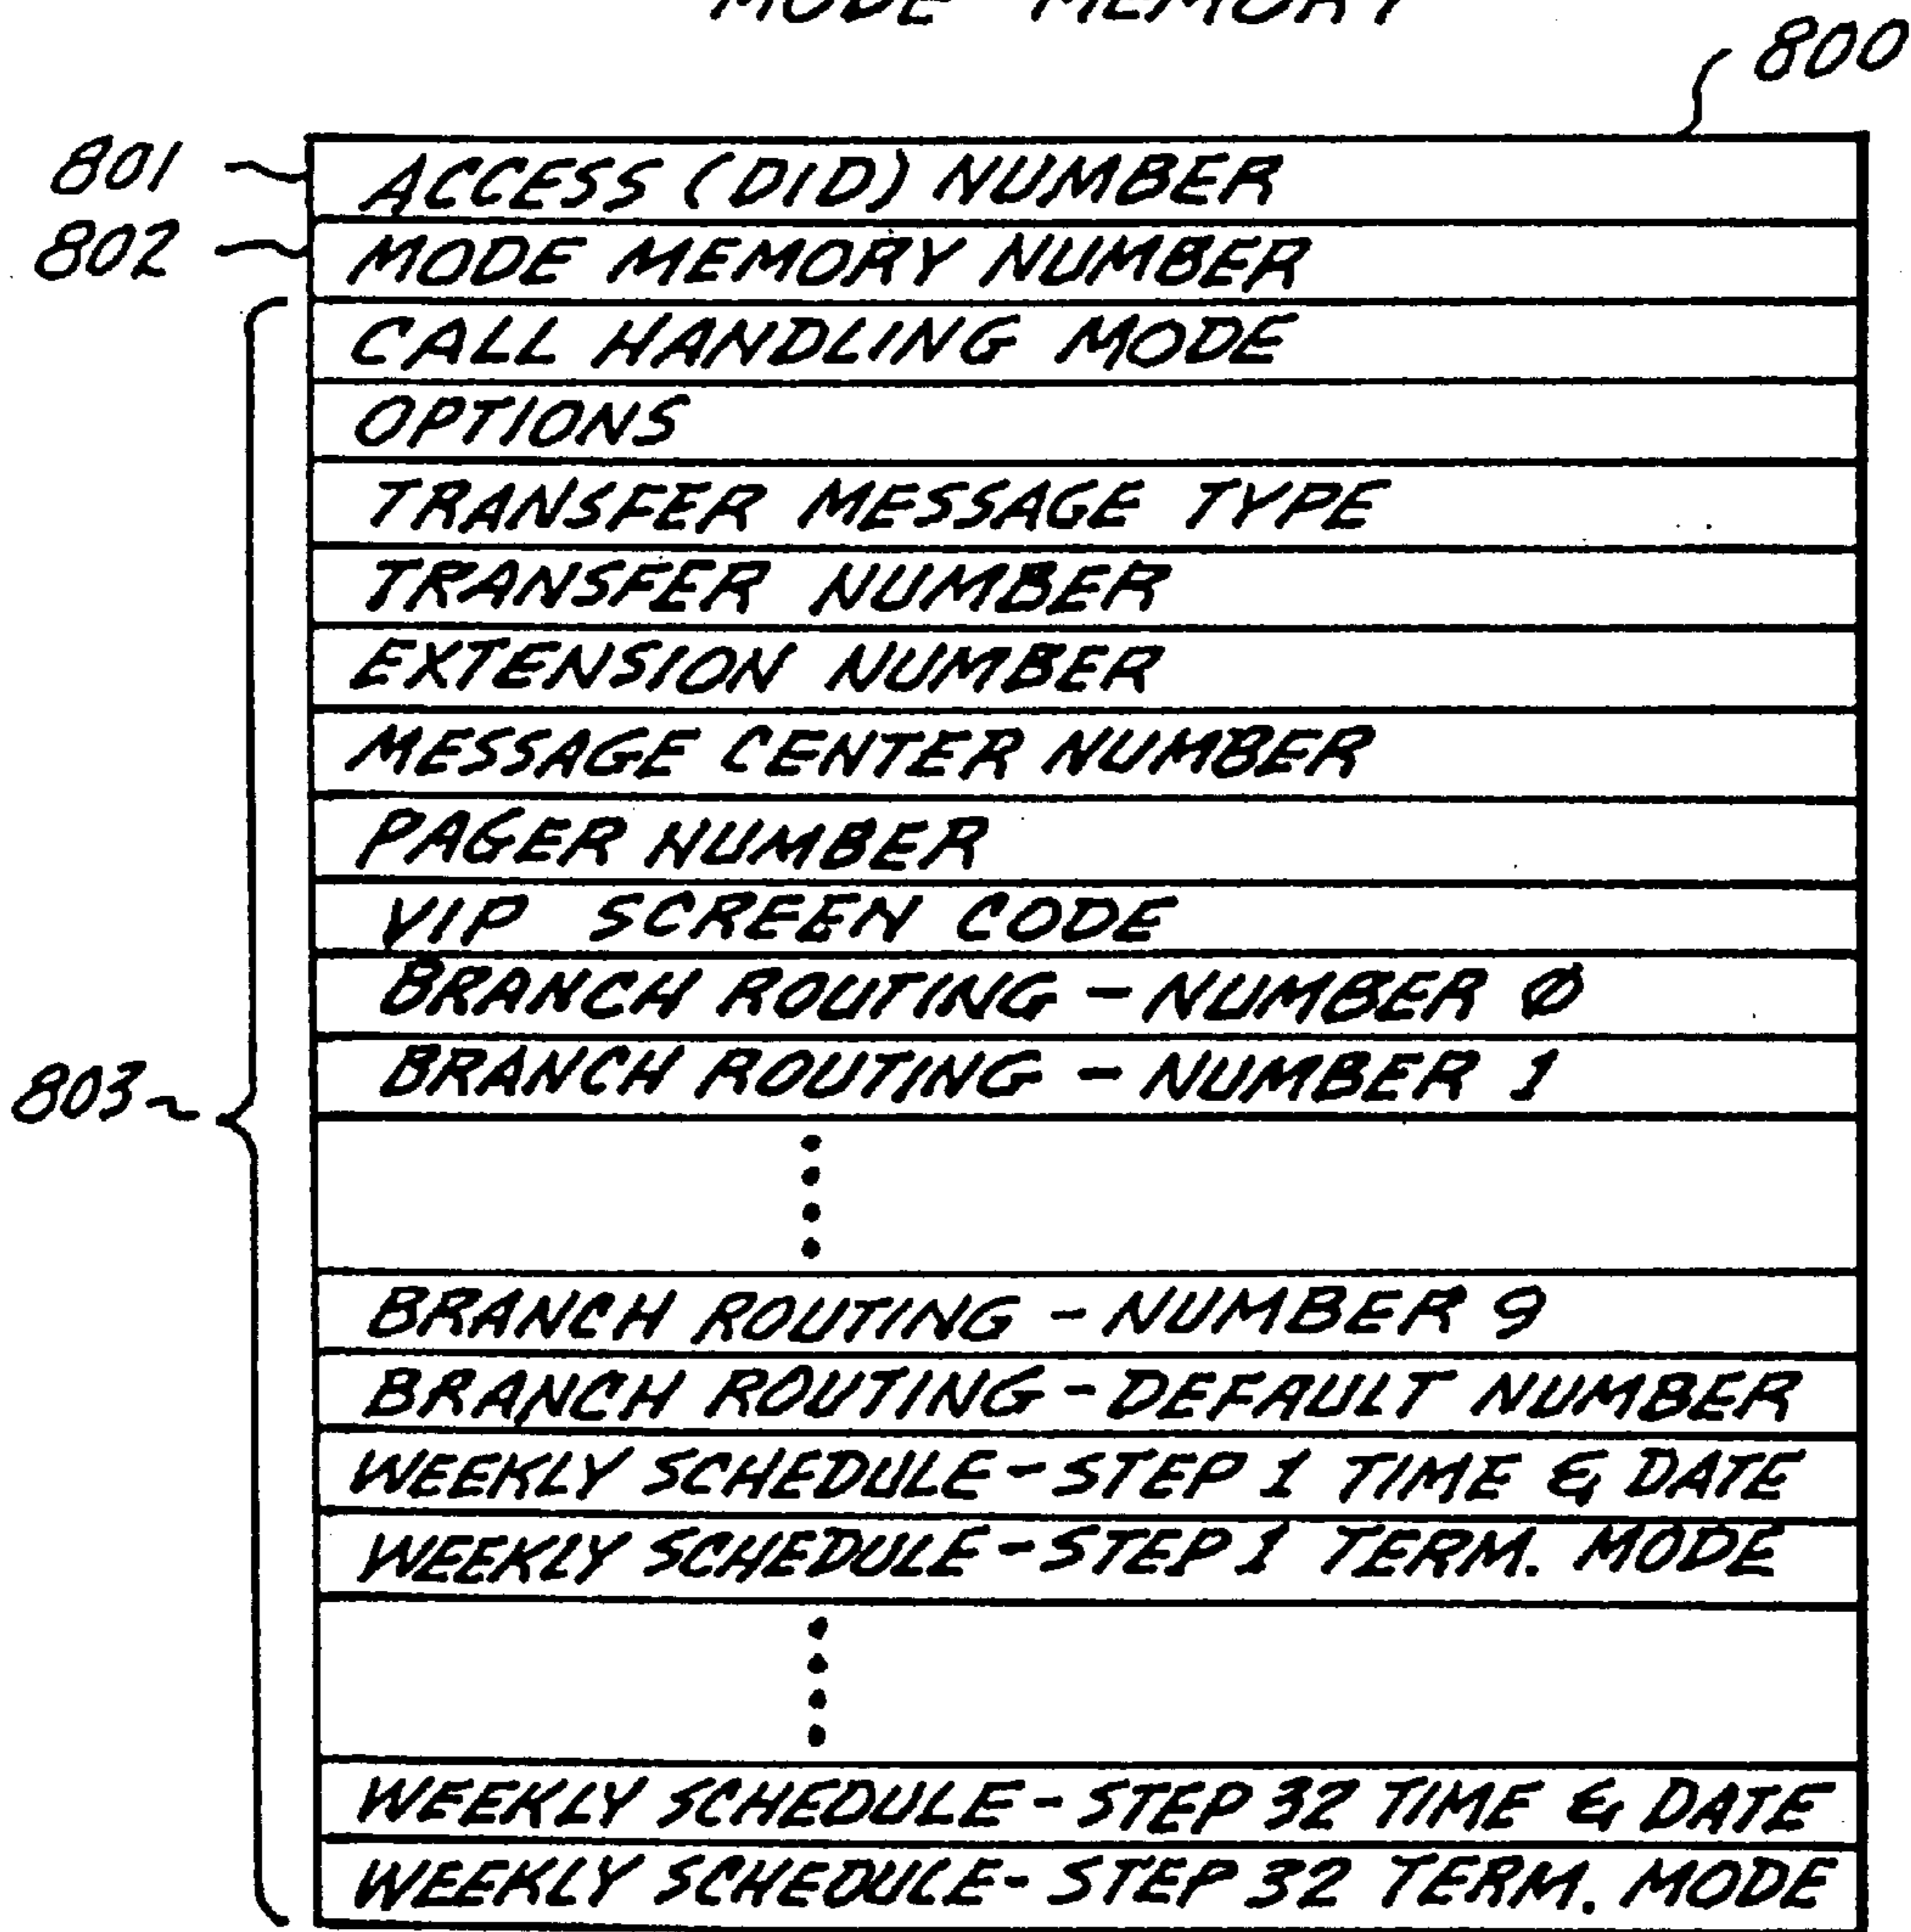 MODE MEMORY
800
801 ACCESS (DID) NUMBER
802 MODE MEMORY NUMBER
CALL HANDLING MODE
OPTIONS
TRANSFER MESSAGE TYPE
TRANSFER NUMBER
EXTENSION NUMBER
MESSAGE CENTER NUMBER
PAGER NUMBER
VIP SCREEN CODE
BRANCH ROUTING - NUMBER Ø
803 BRANCH ROUTING - NUMBER 1
BRANCH ROUTING - NUMBER 9
BRANCH ROUTING - DEFAULT NUMBER
WEEKLY SCHEDULE - STEP 1 TIME & DATE
WEEKLY SCHEDULE - STEP 1 TERM. MODE
WEEKLY SCHEDULE - STEP 32 TIME & DATE
WEEKLY SCHEDULE - STEP 32 TERM. MODE